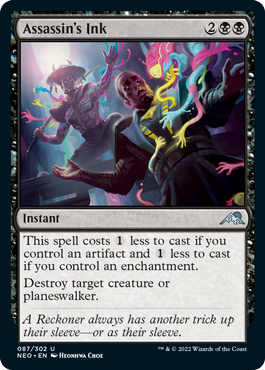 Assassin's Ink 2
Instant
This spell costs 1 less to cast if you
control an artifact and 1 less to cast
if you control an enchantment.
Destroy target creature or
planeswalker.
A Reckoner always has another trick up
their sleeve—or as their sleeve.
087/302 U
NEO • EN HEONHWA CHOE ™ & © 2022 Wizards of the Coast